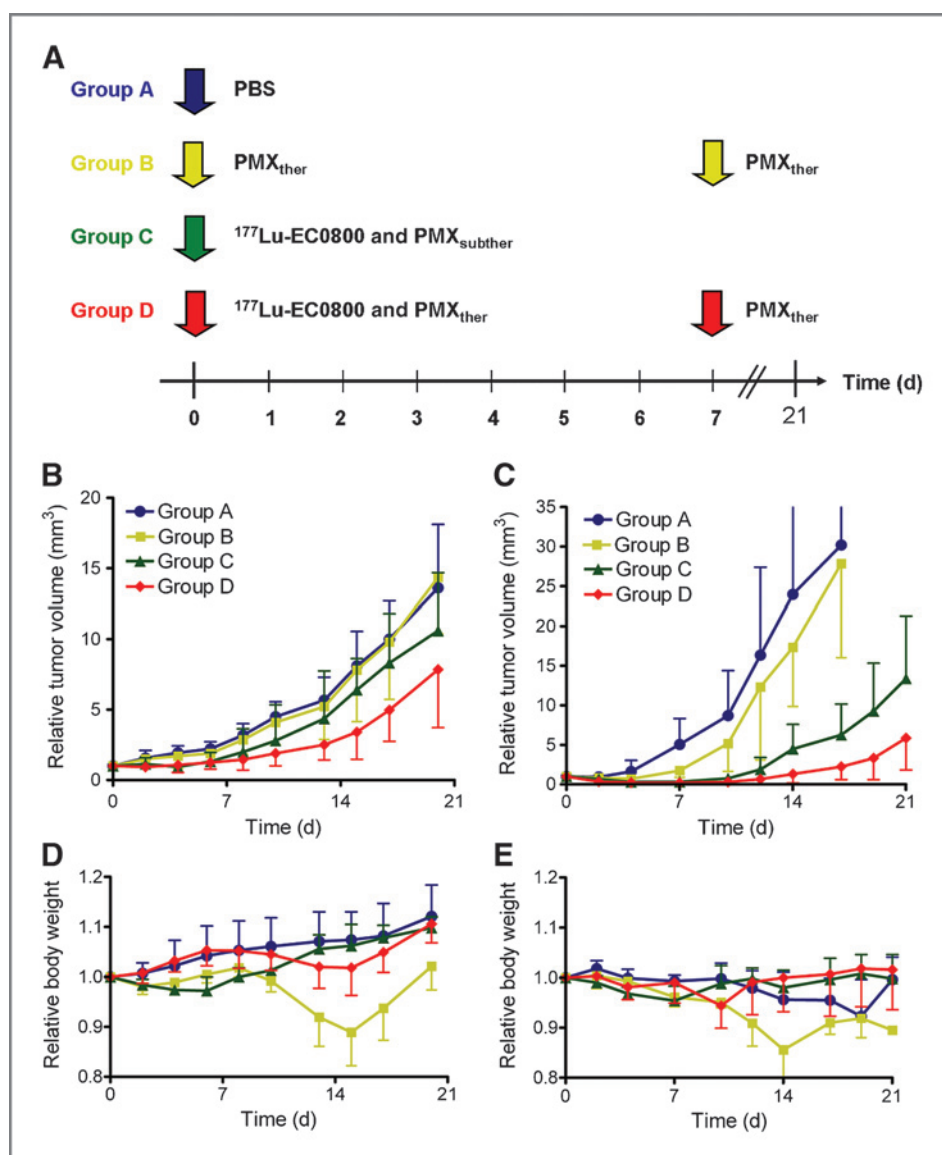 A
Group A PBS
Group B PMXther PMXther
Group C 177Lu-EC0800 and PMXsubther
Group D 177Lu-EC0800 and PMXther PMXther
Time (d)
0 1 2 3 4 5 6 7 21
B
Relative tumor volume (mm3)
20
15
10
5
0
Group A
Group B
Group C
Group D
0 7 14 21
Time (d)
C
Relative tumor volume (mm3)
35
30
25
20
15
10
5
0
Group A
Group B
Group C
Group D
0 7 14 21
Time (d)
D
Relative body weight
1.2
1.1
1.0
0.9
0.8
0 7 14 21
Time (d)
E
Relative body weight
1.2
1.1
1.0
0.9
0.8
0 7 14 21
Time (d)